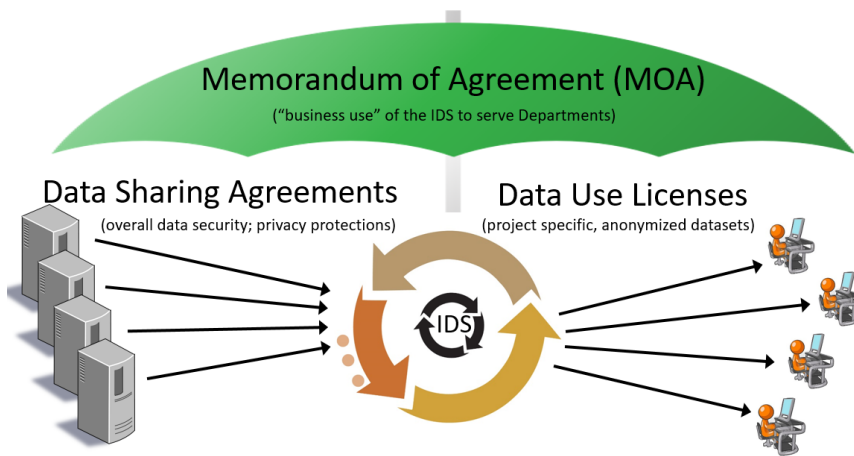 Memorandum of Agreement (MOA)
("business use" of the IDS to serve Departments)
Data Sharing Agreements
(overall data security; privacy protections)
Data Use Licenses
(project specific, anonymized datasets)
IDS